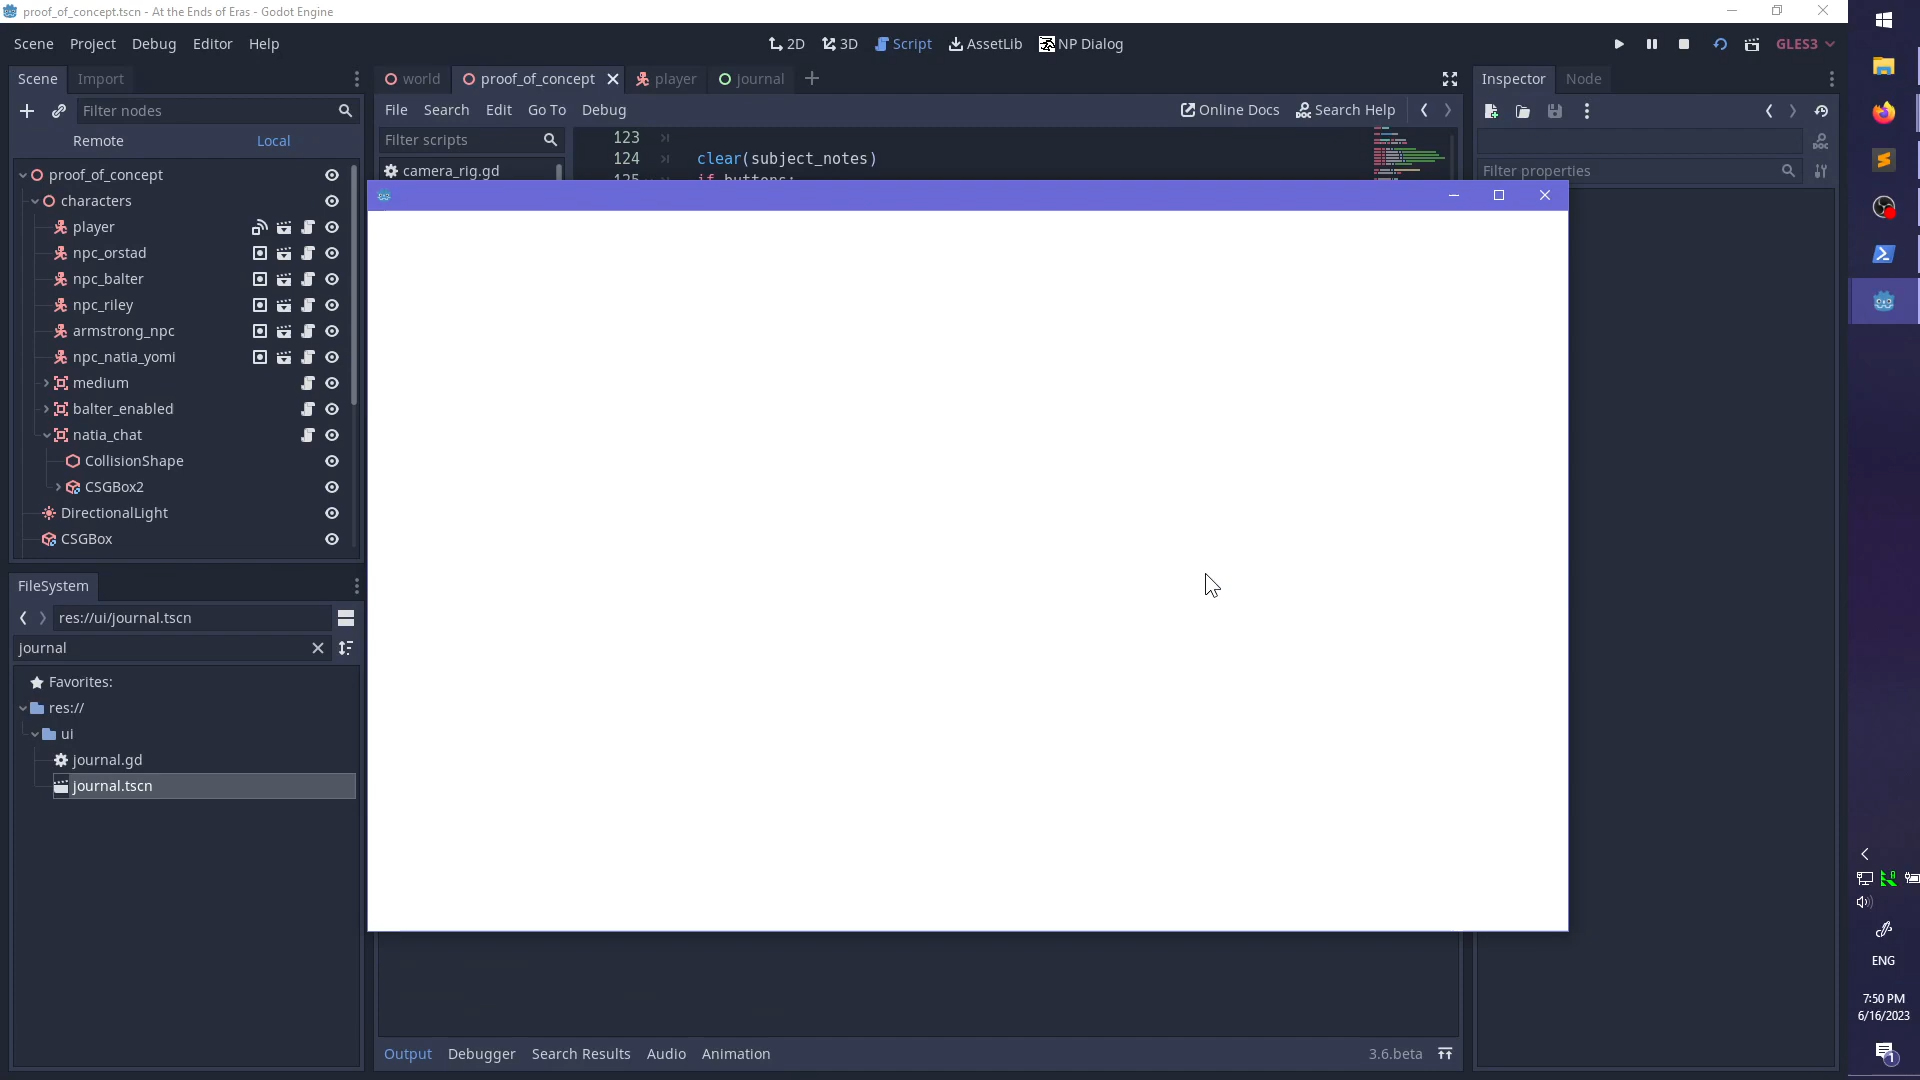 proof_of_concept.tscn - At the Ends of Eras - Godot Engine
Scene Project Debug Editor Help
2D 3D Script AssetLib NP Dialog
GLES3
Scene Import
world proof_of_concept player journal
Inspector Node
Filter nodes
File Search Edit Go To Debug
Online Docs Search Help
Remote Local
Filter scripts
123
124 clear(subject_notes)
125 if buttons:
camera_rig.gd
Filter properties
proof_of_concept
characters
player
npc_orstad
npc_balter
npc_riley
armstrong_npc
npc_natia_yomi
medium
balter_enabled
natia_chat
CollisionShape
CSGBox2
DirectionalLight
CSGBox
FileSystem
res://ui/journal.tscn
journal
Favorites:
res://
ui
journal.gd
journal.tscn
Output Debugger Search Results Audio Animation
3.6.beta
ENG
7:50 PM
6/16/2023
1